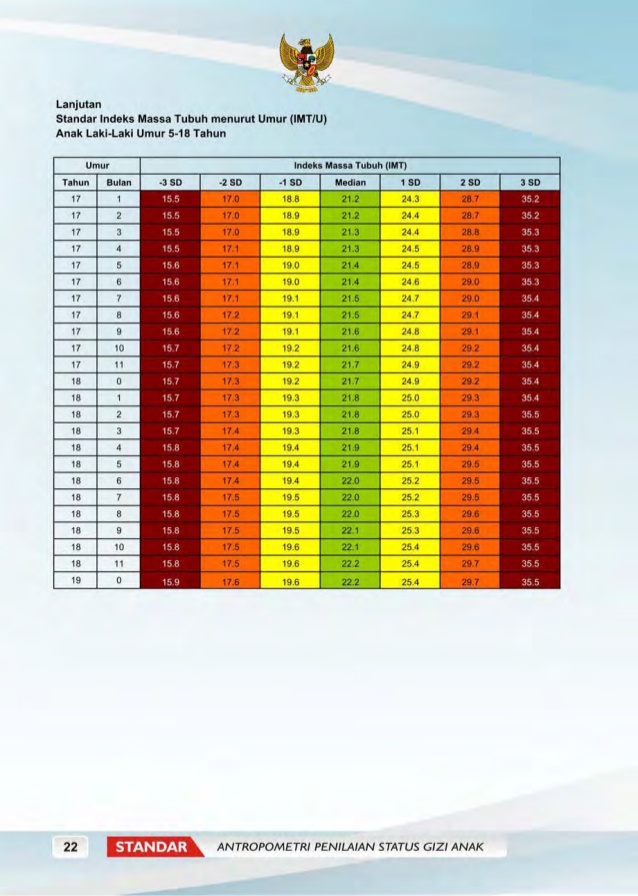 Lanjutan
Standar Indeks Massa Tubuh menurut Umur (IMT/U)
Anak Laki-Laki Umur 5-18 Tahun
Umur Indeks Massa Tubuh (IMT)
Tahun Bulan -3 SD -2 SD -1 SD Median 1 SD 2 SD 3 SD
17 1 15.5 17.0 18.8 21.2 24.3 28.7 35.2
17 2 15.5 17.0 18.9 21.2 24.4 28.7 35.2
17 3 15.5 17.0 18.9 21.3 24.4 28.8 35.3
17 4 15.5 17.1 18.9 21.3 24.5 28.9 35.3
17 5 15.6 17.1 19.0 21.4 24.5 28.9 35.3
17 6 15.6 17.1 19.0 21.4 24.6 29.0 35.3
17 7 15.6 17.1 19.1 21.5 24.7 29.0 35.4
17 8 15.6 17.2 19.1 21.5 24.7 29.1 35.4
17 9 15.6 17.2 19.1 21.6 24.8 29.1 35.4
17 10 15.7 17.2 19.2 21.6 24.8 29.2 35.4
17 11 15.7 17.3 19.2 21.7 24.9 29.2 35.4
18 0 15.7 17.3 19.2 21.7 24.9 29.2 35.4
18 1 15.7 17.3 19.3 21.8 25.0 29.3 35.4
18 2 15.7 17.3 19.3 21.8 25.0 29.3 35.5
18 3 15.7 17.4 19.3 21.8 25.1 29.4 35.5
18 4 15.8 17.4 19.4 21.9 25.1 29.4 35.5
18 5 15.8 17.4 19.4 21.9 25.1 29.5 35.5
18 6 15.8 17.4 19.4 22.0 25.2 29.5 35.5
18 7 15.8 17.5 19.5 22.0 25.2 29.5 35.5
18 8 15.8 17.5 19.5 22.0 25.3 29.6 35.5
18 9 15.8 17.5 19.5 22.1 25.3 29.6 35.5
18 10 15.8 17.5 19.6 22.1 25.4 29.6 35.5
18 11 15.8 17.5 19.6 22.2 25.4 29.7 35.5
19 0 15.9 17.6 19.6 22.2 25.4 29.7 35.5
22 STANDAR ANTROPOMETRI PENILAIAN STATUS GIZI ANAK